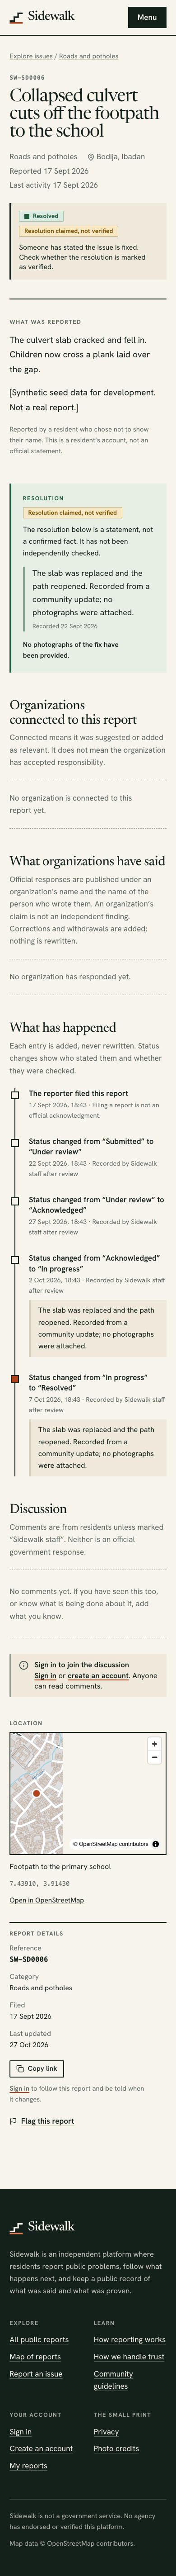 Sidewalk
Menu
Explore issues / Roads and potholes
SW-SD0006
Collapsed culvert
cuts off the footpath
to the school
Roads and potholes Bodija, Ibadan
Reported 17 Sept 2026
Last activity 17 Sept 2026
Resolved
Resolution claimed, not verified
Someone has stated the issue is fixed.
Check whether the resolution is marked
as verified.
WHAT WAS REPORTED
The culvert slab cracked and fell in.
Children now cross a plank laid over
the gap.
[Synthetic seed data for development.
Not a real report.]
Reported by a resident who chose not to show
their name. This is a resident's account, not an
official statement.
RESOLUTION
Resolution claimed, not verified
The resolution below is a statement, not
a confirmed fact. It has not been
independently checked.
The slab was replaced and the
path reopened. Recorded from a
community update; no
photographs were attached.
Recorded 22 Sept 2026
No photographs of the fix have
been provided.
Organizations
connected to this report
Connected means it was suggested or added
as relevant. It does not mean the organization
has accepted responsibility.
No organization is connected to this
report yet.
What organizations have said
Official responses are published under an
organization's name and the name of the
person who wrote them. An organization's
claim is not an independent finding.
Corrections and withdrawals are added;
nothing is rewritten.
No organization has responded yet.
What has happened
Each entry is added, never rewritten. Status
changes show who stated them and whether
they were checked.
The reporter filed this report
17 Sept 2026, 18:43 · Filing a report is not an
official acknowledgment.
Status changed from “Submitted” to
“Under review”
22 Sept 2026, 18:43 · Recorded by Sidewalk
staff after review
Status changed from “Under review” to
“Acknowledged”
27 Sept 2026, 18:43 · Recorded by Sidewalk
staff after review
Status changed from “Acknowledged”
to “In progress”
2 Oct 2026, 18:43 · Recorded by Sidewalk staff
after review
The slab was replaced and the path
reopened. Recorded from a
community update; no photographs
were attached.
Status changed from “In progress”
to “Resolved”
7 Oct 2026, 18:43 · Recorded by Sidewalk staff
after review
The slab was replaced and the path
reopened. Recorded from a
community update; no photographs
were attached.
Discussion
Comments are from residents unless marked
“Sidewalk staff”. Neither is an official
government response.
No comments yet. If you have seen this too,
or know what is being done about it, add
what you know.
Sign in to join the discussion
Sign in or create an account. Anyone
can read comments.
LOCATION
+
−
© OpenStreetMap contributors
Footpath to the primary school
7.43910, 3.91430
Open in OpenStreetMap
REPORT DETAILS
Reference
SW-SD0006
Category
Roads and potholes
Filed
17 Sept 2026
Last updated
27 Oct 2026
Copy link
Sign in to follow this report and be told when
it changes.
Flag this report
Sidewalk
Sidewalk is an independent platform where
residents report public problems, follow what
happens next, and keep a public record of
what was said and what was proven.
EXPLORE
All public reports
Map of reports
Report an issue
LEARN
How reporting works
How we handle trust
Community
guidelines
YOUR ACCOUNT
Sign in
Create an account
My reports
THE SMALL PRINT
Privacy
Photo credits
Sidewalk is not a government service. No agency
has endorsed or verified this platform.
Map data © OpenStreetMap contributors.